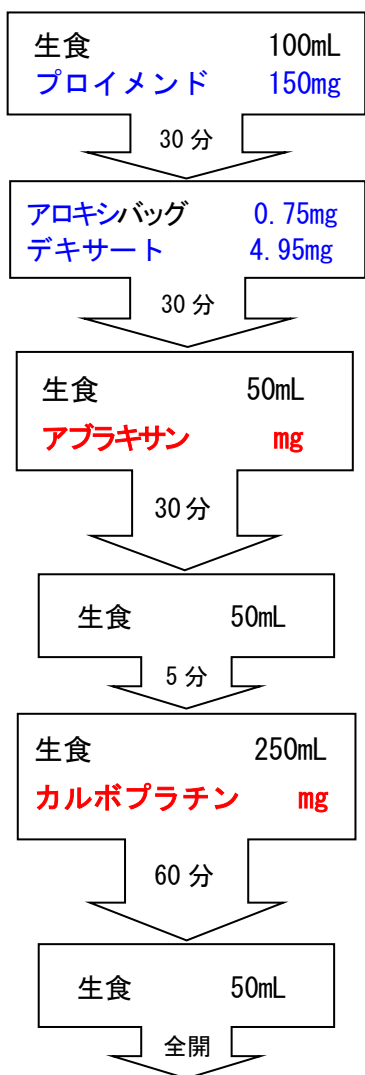 生食 100mL
プロイメンド 150mg
30分
アロキシバッグ 0.75mg
デキサート 4.95mg
30分
生食 50mL
アブラキサン mg
30分
生食 50mL
5分
生食 250mL
カルボプラチン mg
60分
生食 50mL
全開